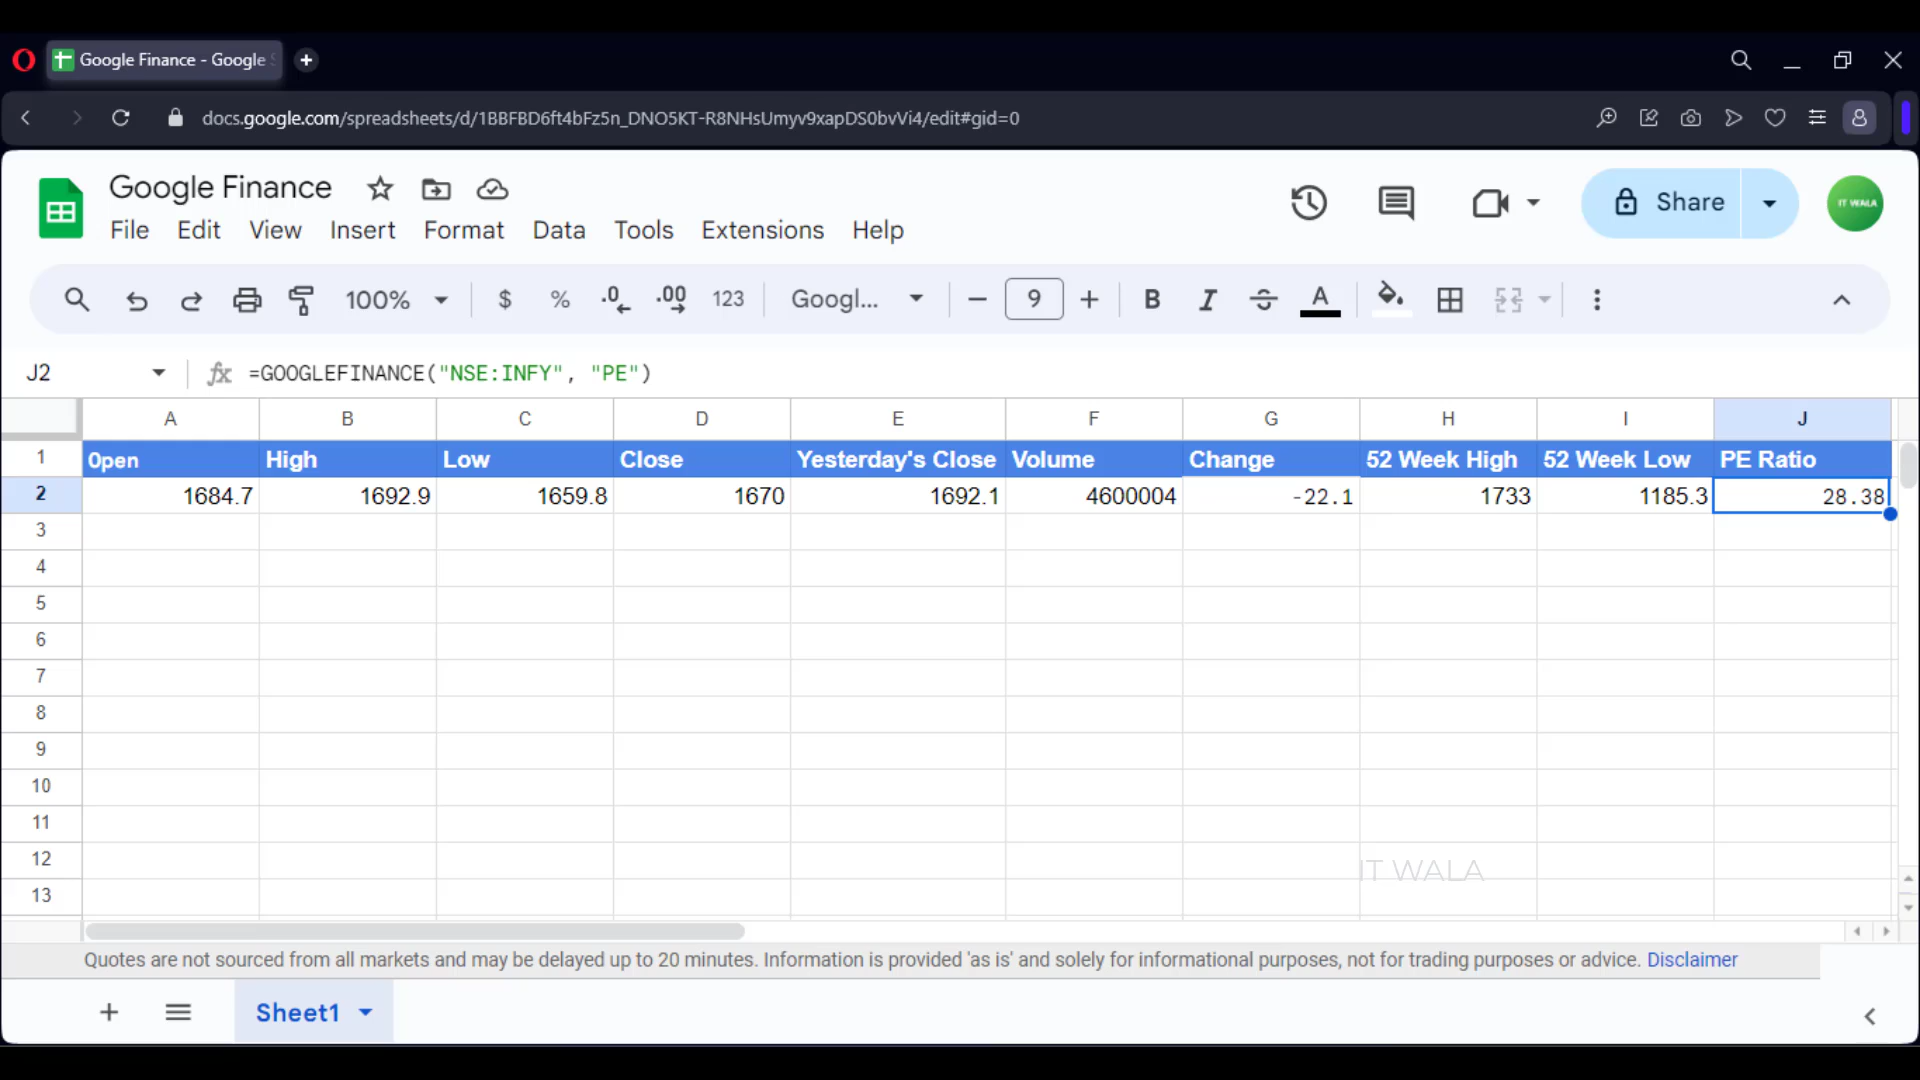 Google Finance - Google S
docs.google.com/spreadsheets/d/1BBFBD6ft4bFz5n_DNO5KT-R8NHsUmyv9xapDS0bvVi4/edit#gid=0
Google Finance
Share
IT WALA
File Edit View Insert Format Data Tools Extensions Help
100% $ % .0 .00 123 Googl... 9 B I A
J2 fx =GOOGLEFINANCE("NSE:INFY", "PE")
A B C D E F G H I J
1 Open High Low Close Yesterday's Close Volume Change 52 Week High 52 Week Low PE Ratio
2 1684.7 1692.9 1659.8 1670 1692.1 4600004 -22.1 1733 1185.3 28.38
3
4
5
6
7
8
9
10
11
12
IT WALA
13
Quotes are not sourced from all markets and may be delayed up to 20 minutes. Information is provided 'as is' and solely for informational purposes, not for trading purposes or advice. Disclaimer
Sheet1